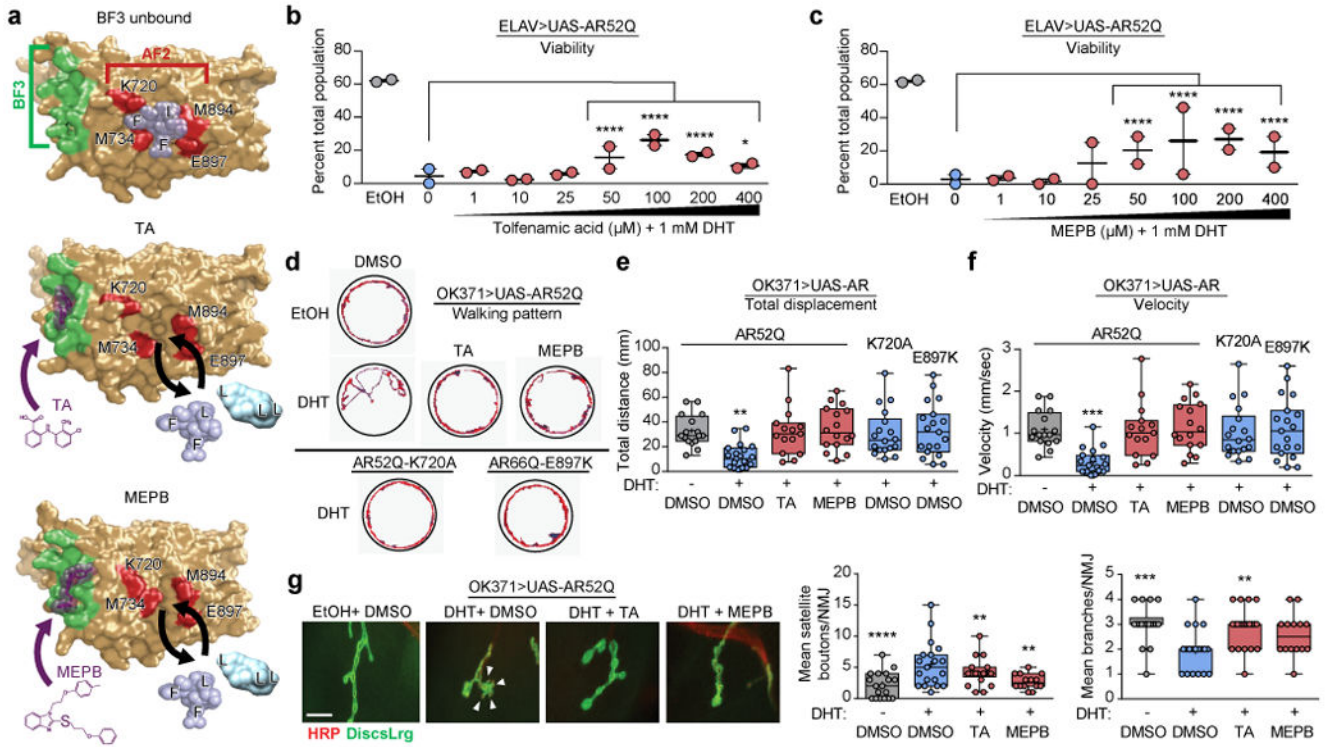 a
BF3 unbound
BF3
AF2
K720
M894
F
L
F
M734
E897
TA
K720
M894
M734
E897
TA
F
L
F
L
L
L
MEPB
K720
M894
M734
E897
MEPB
F
L
F
L
L
L
b
ELAV>UAS-AR52Q
Viability
Percent total population
80
60
40
20
0
**** **** **** *
EtOH 0 1 10 25 50 100 200 400
Tolfenamic acid (µM) + 1 mM DHT
c
ELAV>UAS-AR52Q
Viability
Percent total population
80
60
40
20
0
**** **** **** ****
EtOH 0 1 10 25 50 100 200 400
MEPB (µM) + 1 mM DHT
d
DMSO
EtOH
OK371>UAS-AR52Q
Walking pattern
TA MEPB
DHT
AR52Q-K720A AR66Q-E897K
DHT
e
OK371>UAS-AR
Total displacement
AR52Q K720A E897K
Total distance (mm)
100
80
60
40
20
0
**
DHT: - + + + + +
DMSO DMSO TA MEPB DMSO DMSO
f
OK371>UAS-AR
Velocity
AR52Q K720A E897K
Velocity (mm/sec)
3
2
1
0
***
DHT: - + + + + +
DMSO DMSO TA MEPB DMSO DMSO
g
OK371>UAS-AR52Q
EtOH+ DMSO DHT+ DMSO DHT + TA DHT + MEPB
HRP DiscsLrg
Mean satellite
boutons/NMJ
20
15
10
5
0
**** ** **
DHT: - + + +
DMSO DMSO TA MEPB
Mean branches/NMJ
5
4
3
2
1
0
*** **
DHT: - + + +
DMSO DMSO TA MEPB